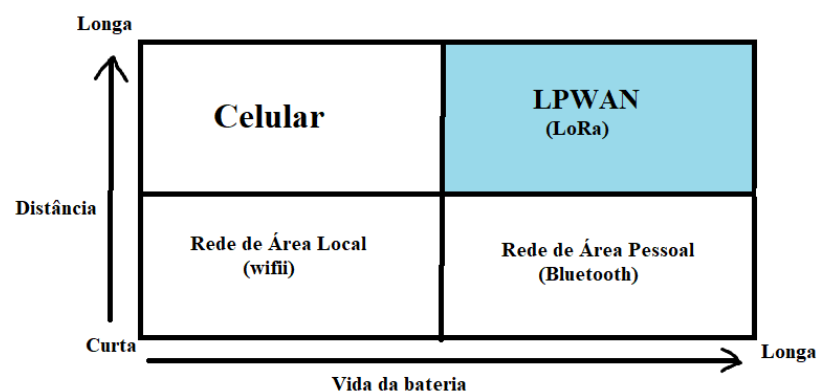 Longa
Celular
LPWAN
(LoRa)
Distância
Rede de Área Local
(wifii)
Rede de Área Pessoal
(Bluetooth)
Curta
Longa
Vida da bateria